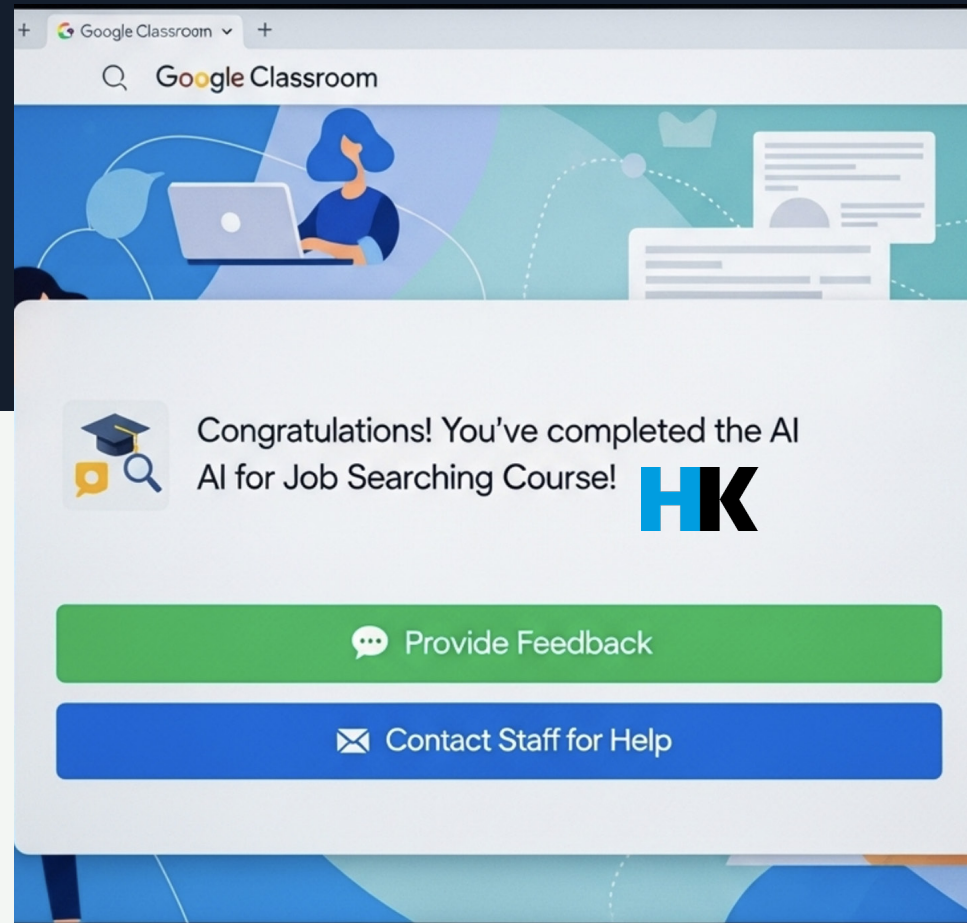 Google Classroom
Google Classroom
Congratulations! You've completed the AI
AI for Job Searching Course!
HK
Provide Feedback
Contact Staff for Help